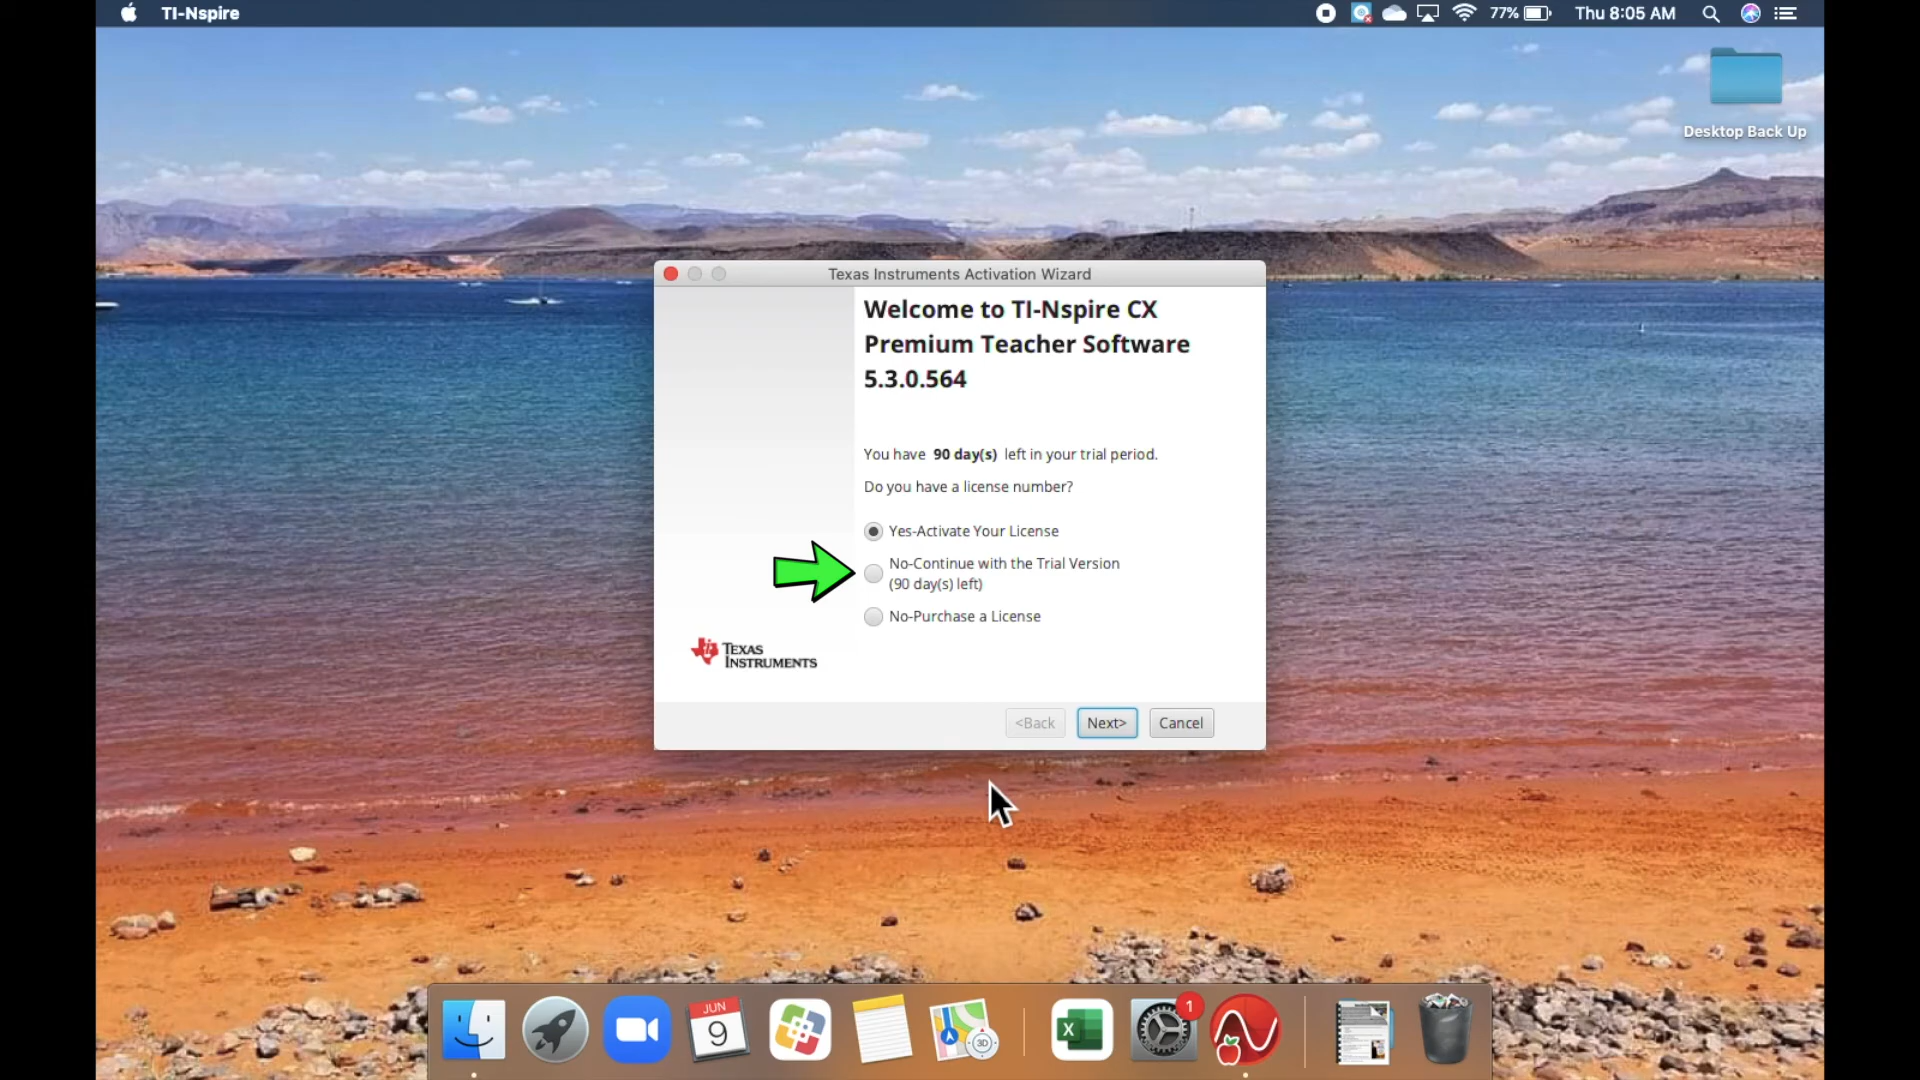 TI-Nspire
77%
Thu 8:05 AM
Desktop Back Up
Texas Instruments Activation Wizard
Welcome to TI-Nspire CX
Premium Teacher Software
5.3.0.564
You have 90 day(s) left in your trial period.
Do you have a license number?
Yes-Activate Your License
No-Continue with the Trial Version
(90 day(s) left)
No-Purchase a License
TEXAS
INSTRUMENTS
<Back
Next>
Cancel
JUN
9
3D
X
1